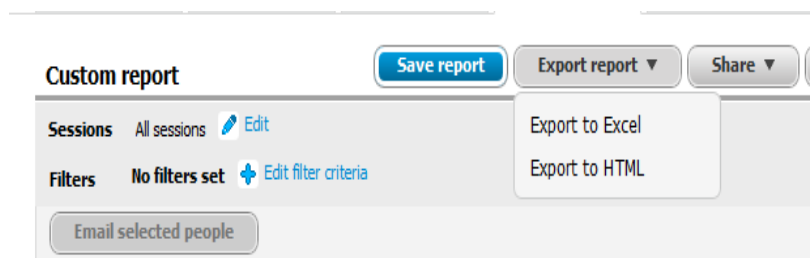 Custom report
Save report
Export report ▼
Share ▼
Sessions All sessions Edit
Filters No filters set Edit filter criteria
Export to Excel
Export to HTML
Email selected people